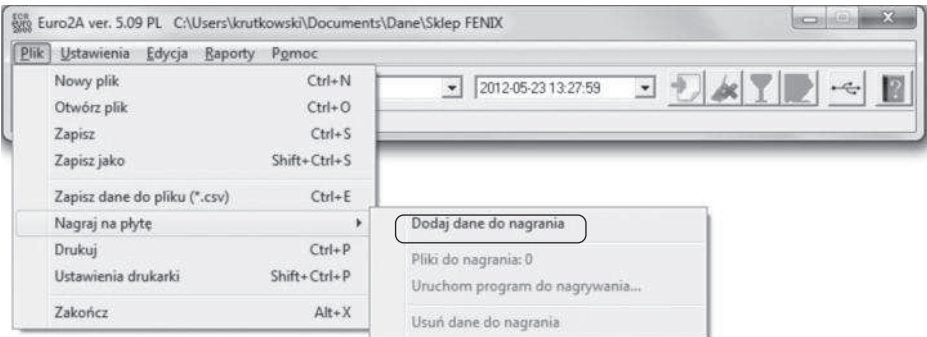 ECR EURO 2000 Euro2A ver. 5.09 PL C:\Users\krutkowski\Documents\Dane\Sklep FENIX
Plik Ustawienia Edycja Raporty Pomoc
2012-05-23 13:27:59
Nowy plik Ctrl+N
Otwórz plik Ctrl+O
Zapisz Ctrl+S
Zapisz jako Shift+Ctrl+S
Zapisz dane do pliku (*.csv) Ctrl+E
Nagraj na płytę
Drukuj Ctrl+P
Ustawienia drukarki Shift+Ctrl+P
Zakończ Alt+X
Dodaj dane do nagrania
Pliki do nagrania: 0
Uruchom program do nagrywania...
Usuń dane do nagrania